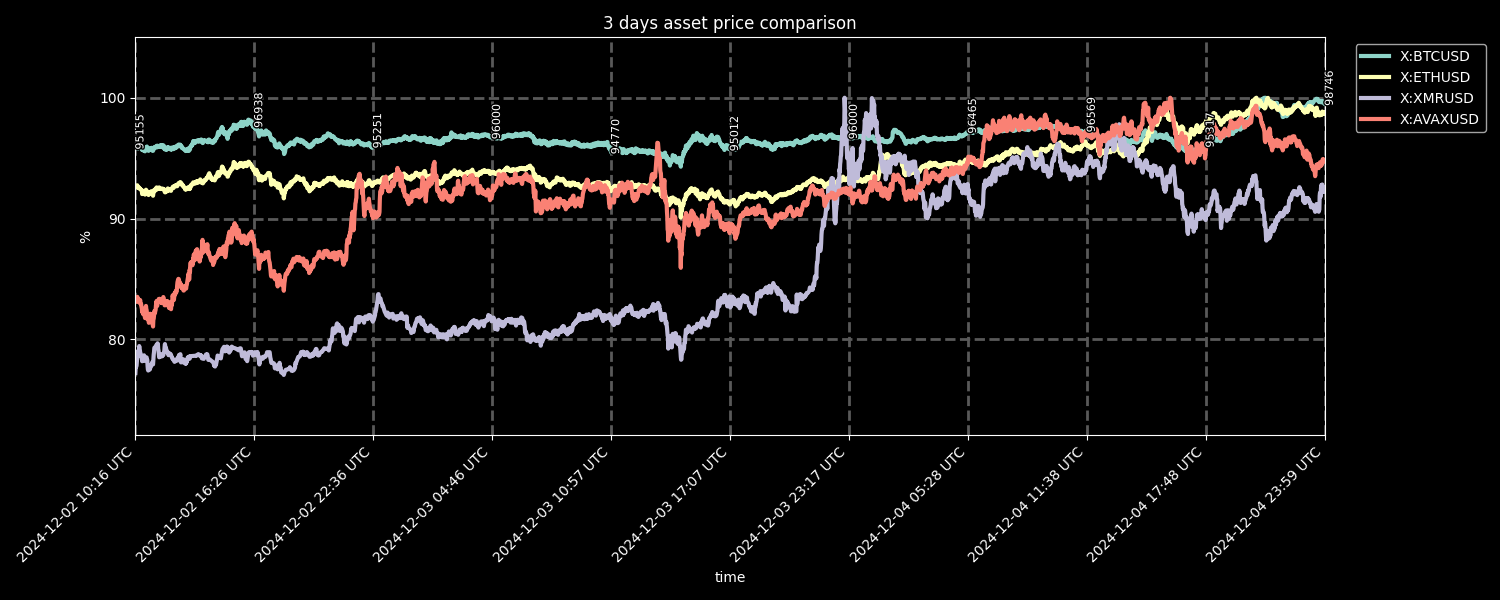 3 days asset price comparison
X:BTCUSD
X:ETHUSD
X:XMRUSD
X:AVAXUSD
100
90
80
%
95155
96938
95251
96000
94770
95012
96000
96465
96569
98746
2024-12-02 10:16 UTC
2024-12-02 16:26 UTC
2024-12-02 22:36 UTC
2024-12-03 04:46 UTC
2024-12-03 10:57 UTC
2024-12-03 17:07 UTC
2024-12-03 23:17 UTC
2024-12-04 05:28 UTC
2024-12-04 11:38 UTC
2024-12-04 17:48 UTC
2024-12-04 23:59 UTC
time